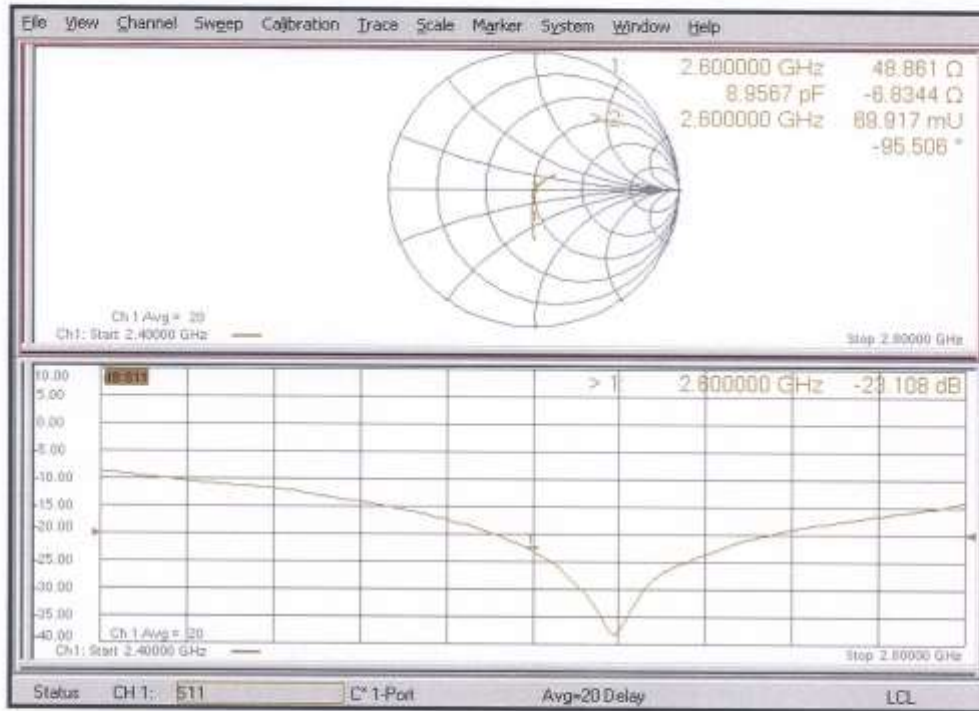 File View Channel Sweep Calibration Trace Scale Marker System Window Help
1 2.600000 GHz 48.861 Ω
8.9567 pF -6.8344 Ω
> 2: 2.600000 GHz 69.917 mU
-95.506 °
Ch 1 Avg = 20
Ch1: Start 2.40000 GHz
Stop 2.80000 GHz
10.00
> 1: 2.600000 GHz -23.108 dB
5.00
0.00
-5.00
-10.00
-15.00
-20.00
1
-25.00
-30.00
-35.00
-40.00
Ch 1 Avg = 20
Ch1: Start 2.40000 GHz
Stop 2.80000 GHz
Status CH 1: S11 C* 1-Port Avg=20 Delay LCL